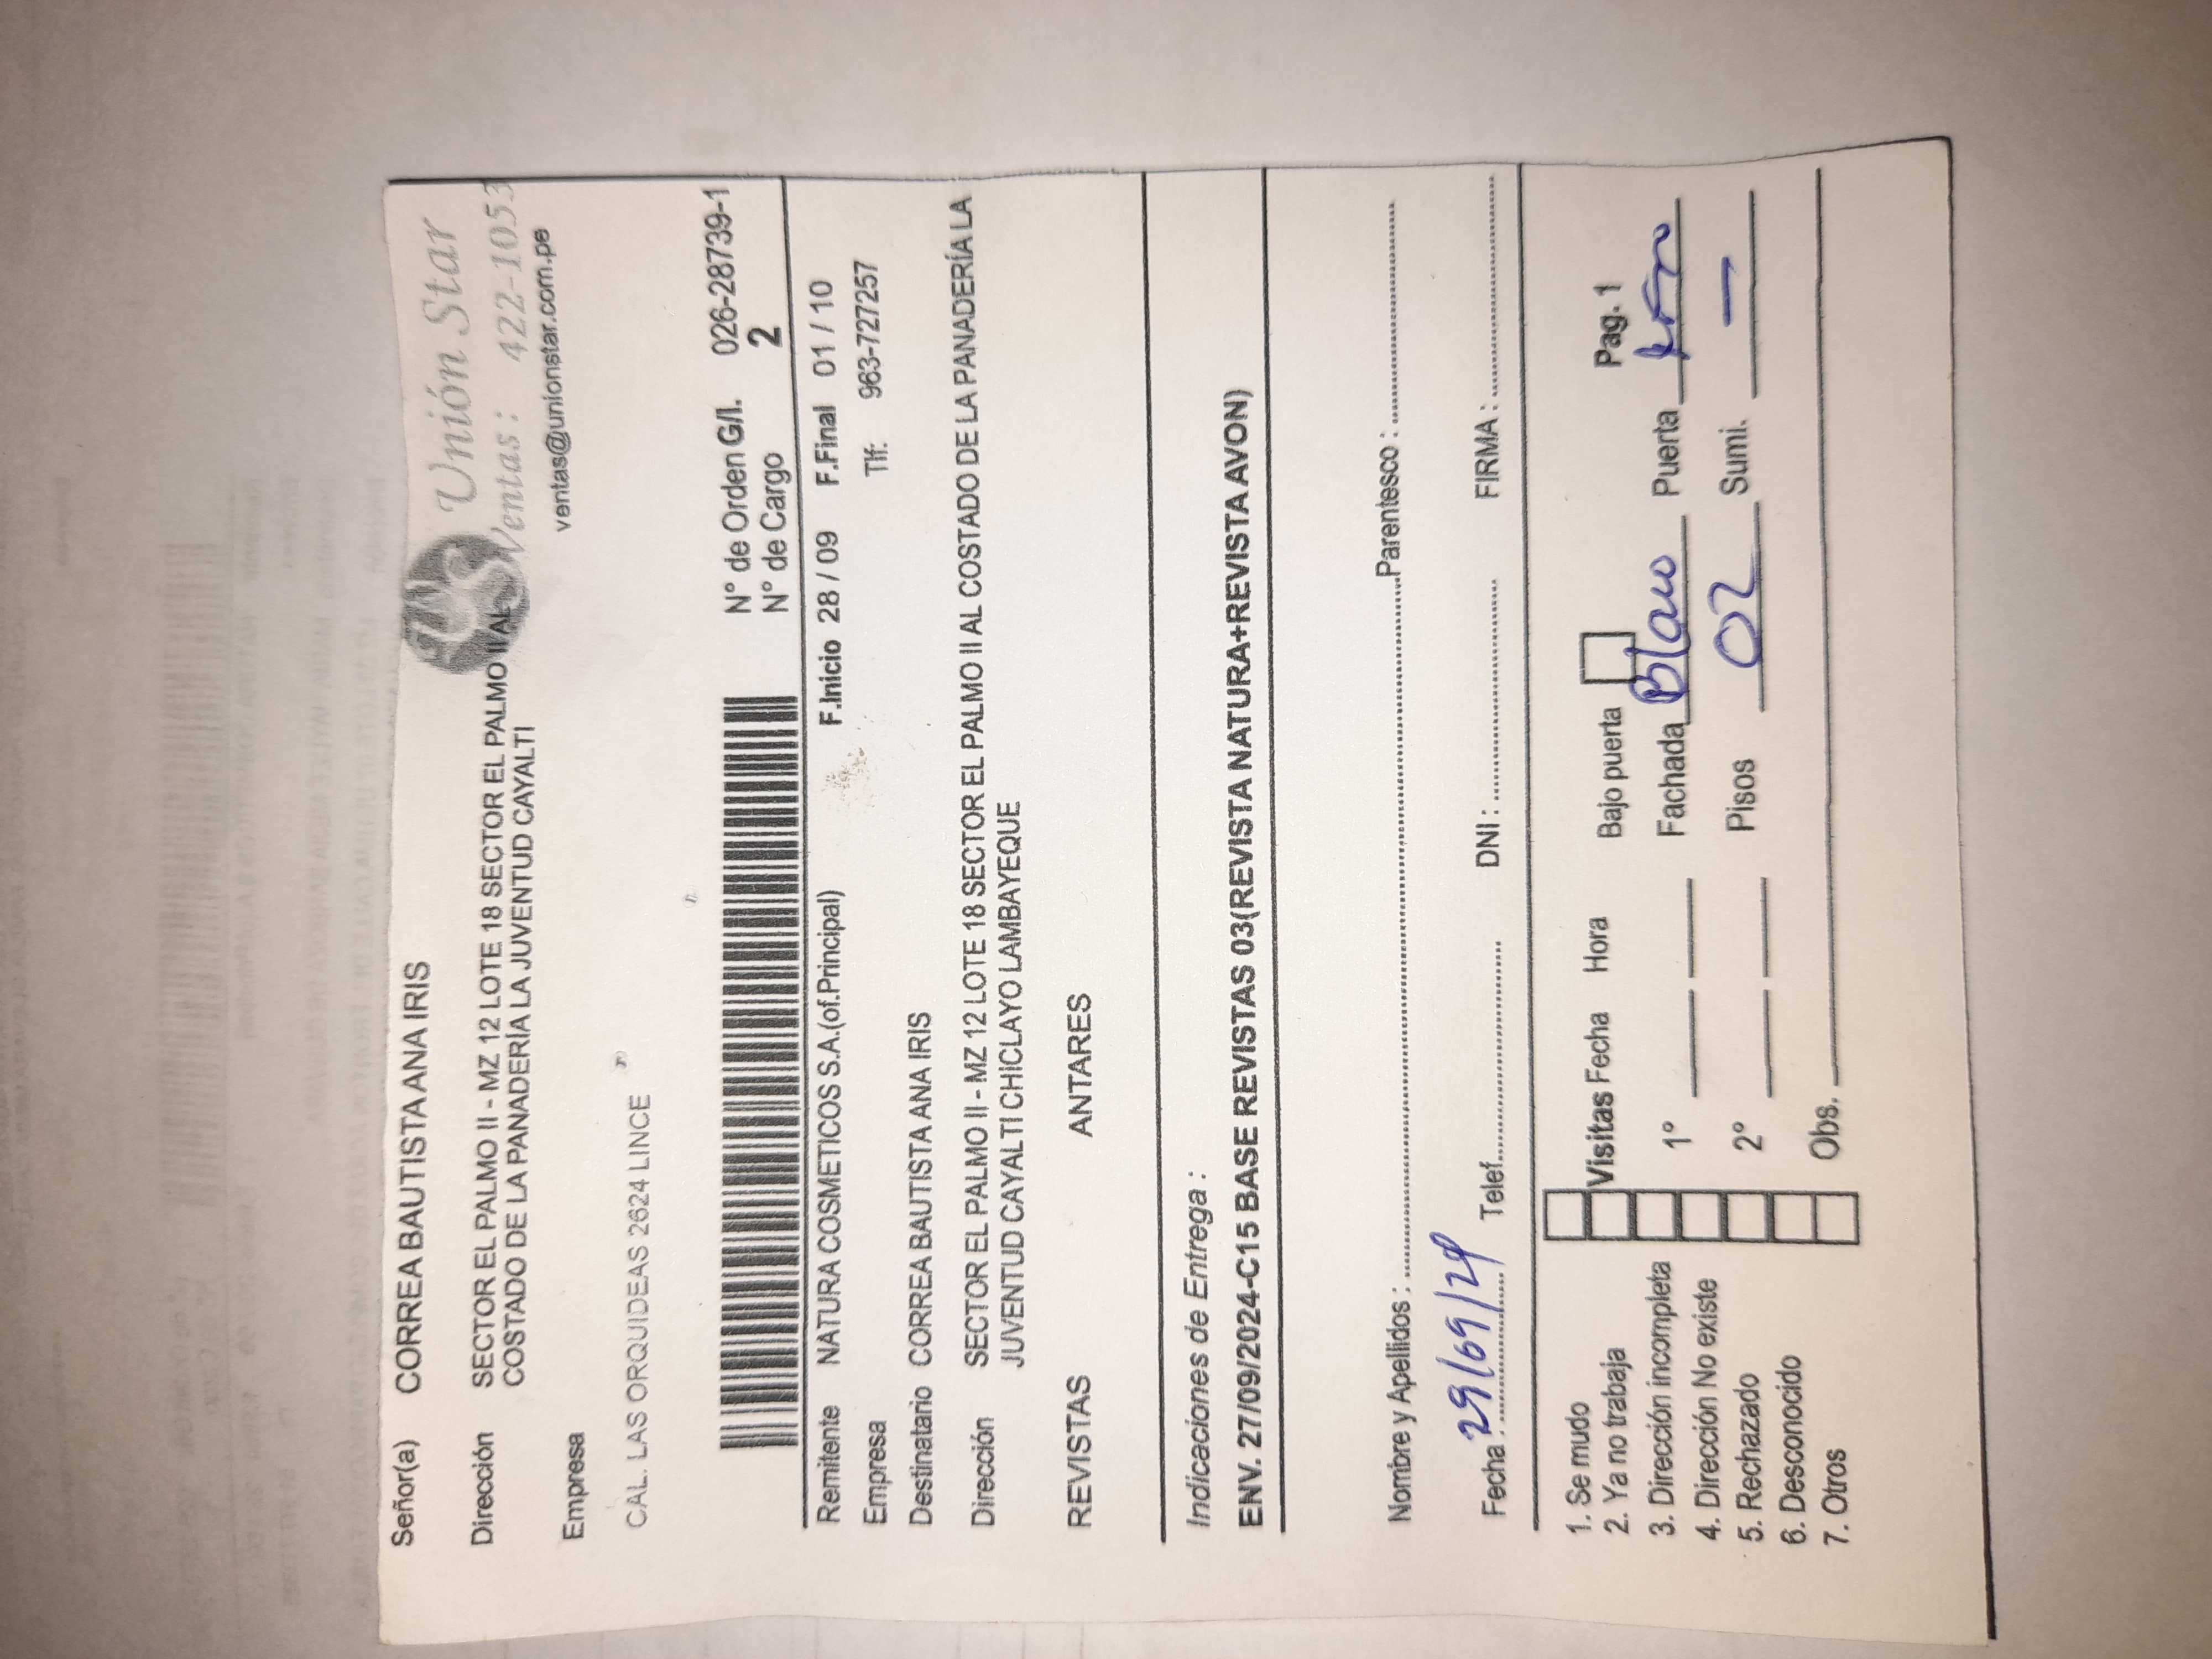 Señor(a) CORREA BAUTISTA ANA IRIS
Unión Star
Ventas: 422-1053
ventas@unionstar.com.pe
Dirección SECTOR EL PALMO II - MZ 12 LOTE 18 SECTOR EL PALMO II AL
COSTADO DE LA PANADERÍA LA JUVENTUD CAYALTI
Empresa
CAL. LAS ORQUIDEAS 2624 LINCE
N° de Orden G/I. 026-28739-1
N° de Cargo 2
Remitente NATURA COSMETICOS S.A.(of.Principal) F.Inicio 28 / 09 F.Final 01 / 10
Empresa Tlf: 963-727257
Destinatario CORREA BAUTISTA ANA IRIS
Dirección SECTOR EL PALMO II - MZ 12 LOTE 18 SECTOR EL PALMO II AL COSTADO DE LA PANADERÍA LA
JUVENTUD CAYALTI CHICLAYO LAMBAYEQUE
REVISTAS ANTARES
Indicaciones de Entrega :
ENV. 27/09/2024-C15 BASE REVISTAS 03(REVISTA NATURA+REVISTA AVON)
Nombre y Apellidos : Parentesco :
Fecha : 29/09/24 Telef. DNI : FIRMA :
1. Se mudo
2. Ya no trabaja
3. Dirección incompleta
4. Dirección No existe
5. Rechazado
6. Desconocido
7. Otros
Visitas Fecha Hora Bajo puerta Pag. 1
1° Fachada Blanco Puerta
2° Pisos 02 Sumi. —
Obs.